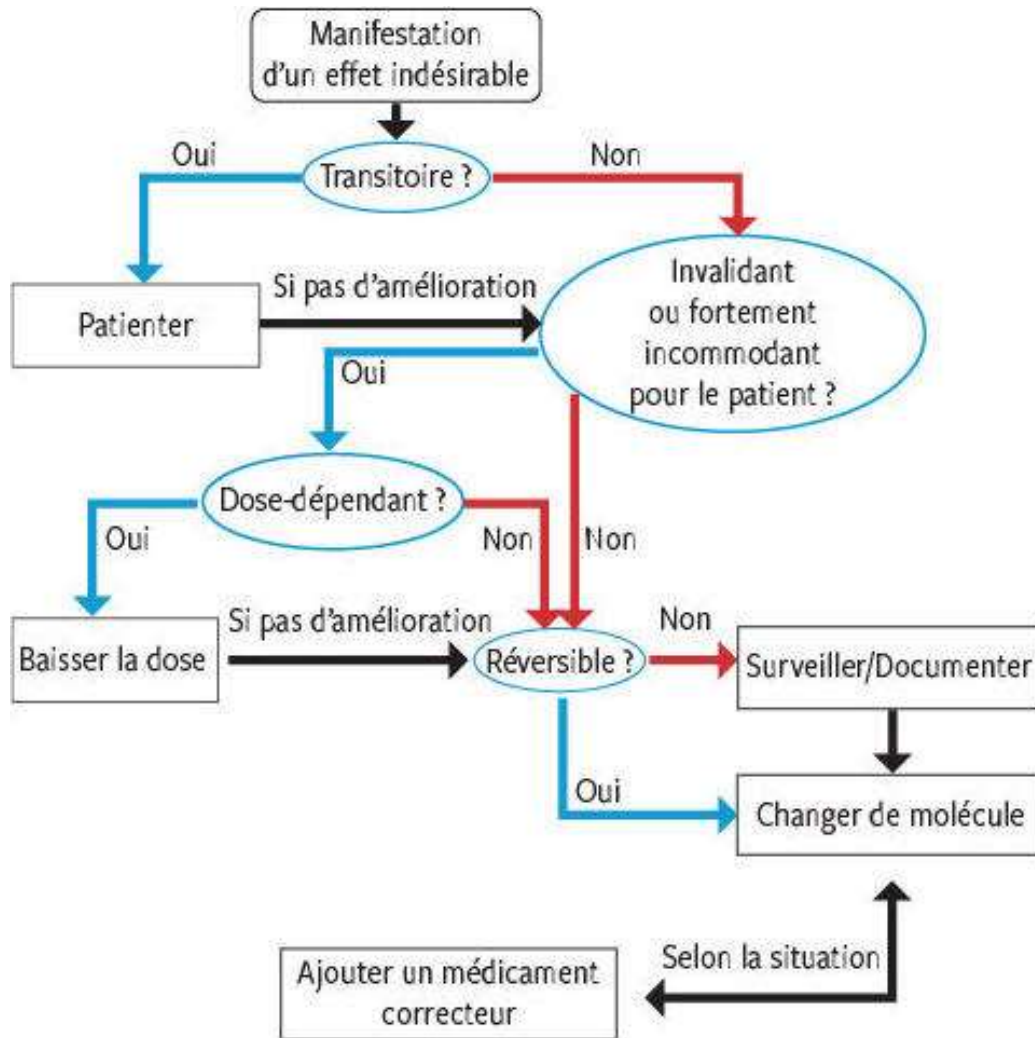 Manifestation
d'un effet indésirable
Oui
Transitoire ?
Non
Invalidant
ou fortement
incommodant
pour le patient ?
Patienter
Si pas d'amélioration
Oui
Dose-dépendant ?
Oui
Non
Non
Baisser la dose
Si pas d'amélioration
Réversible ?
Non
Surveiller/Documenter
Oui
Changer de molécule
Selon la situation
Ajouter un médicament
correcteur